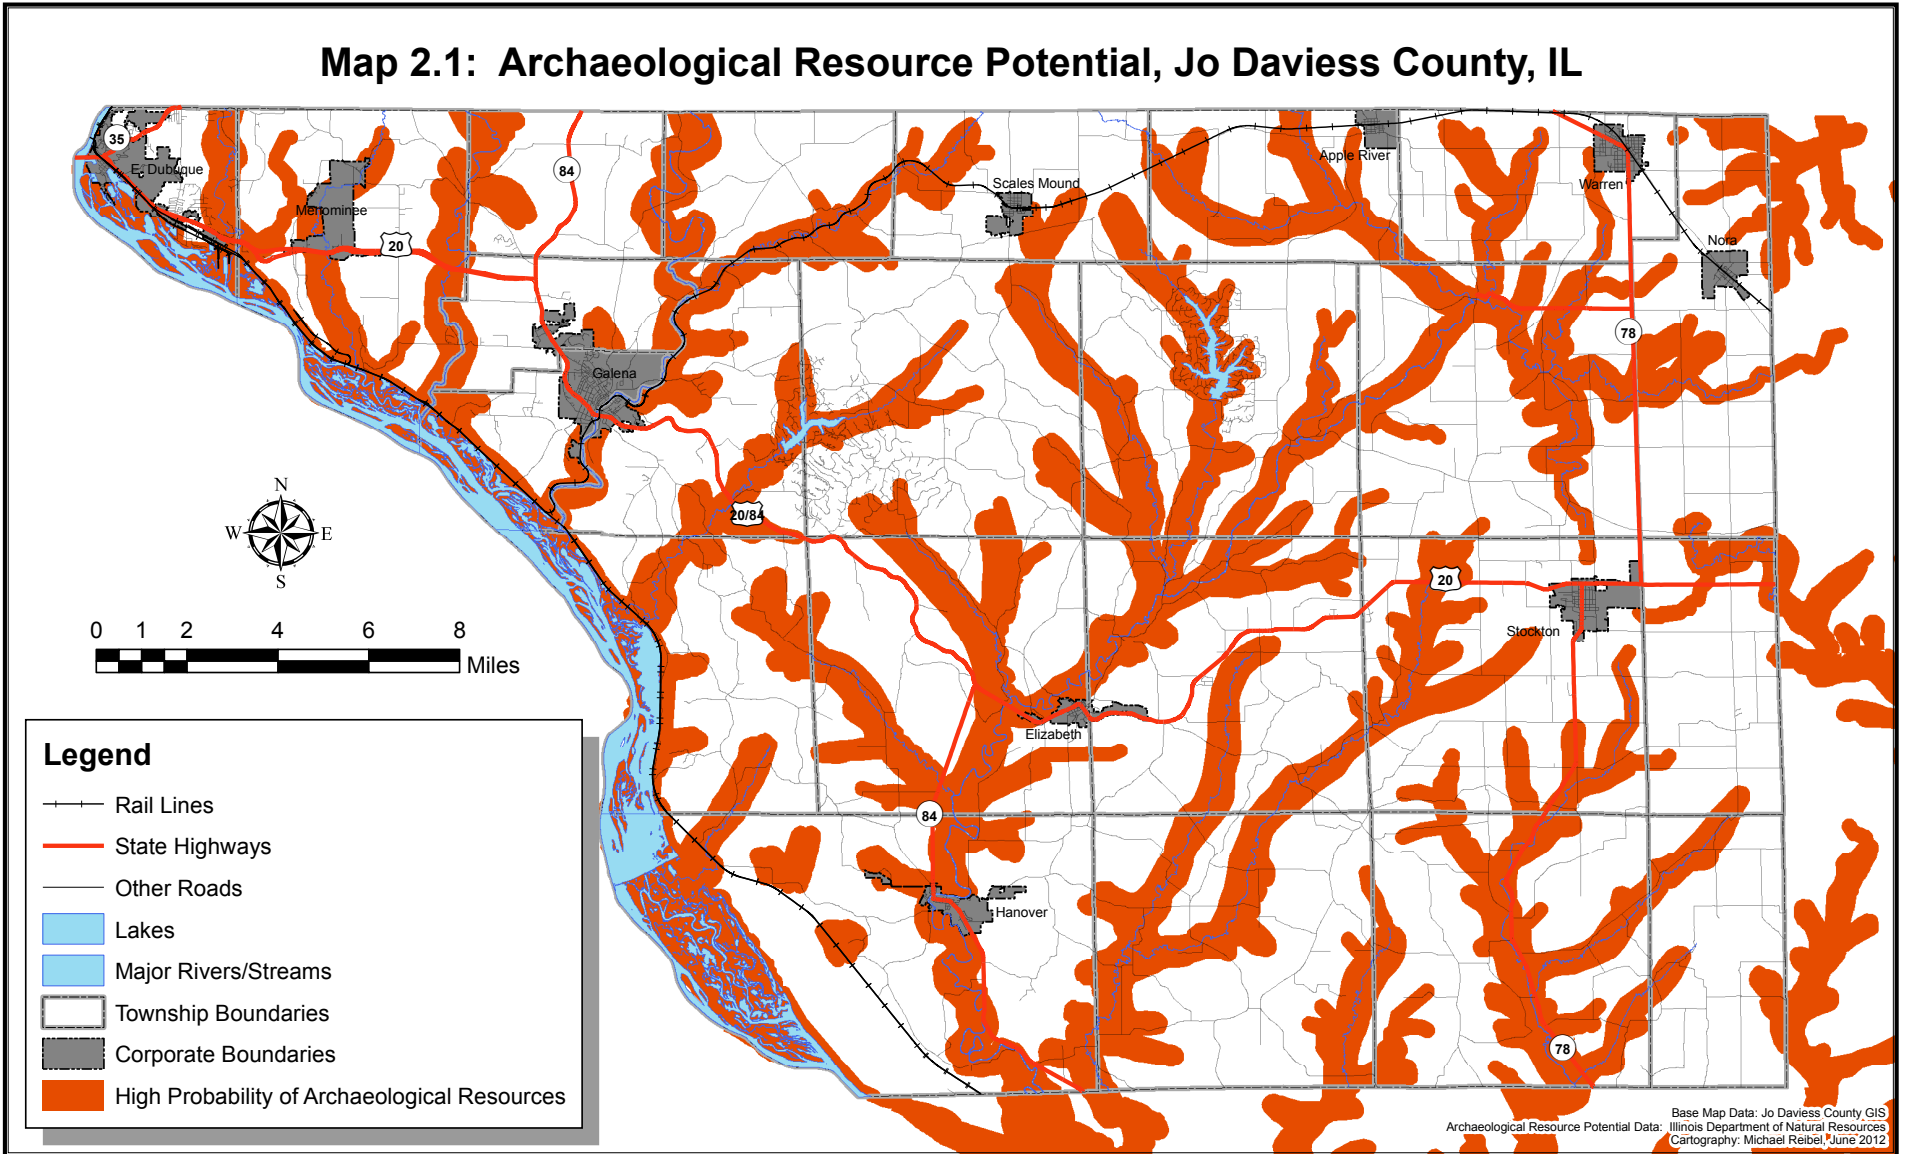 Map 2.1: Archaeological Resource Potential, Jo Daviess County, IL
35
E. Dubuque
Menominee
20
84
Scales Mound
Apple River
Warren
Nora
78
Galena
20/84
N
W E
S
0 1 2 4 6 8
Miles
20
Stockton
Elizabeth
84
Hanover
78
Legend
Rail Lines
State Highways
Other Roads
Lakes
Major Rivers/Streams
Township Boundaries
Corporate Boundaries
High Probability of Archaeological Resources
Base Map Data: Jo Daviess County GIS
Archaeological Resource Potential Data: Illinois Department of Natural Resources
Cartography: Michael Reibel, June 2012